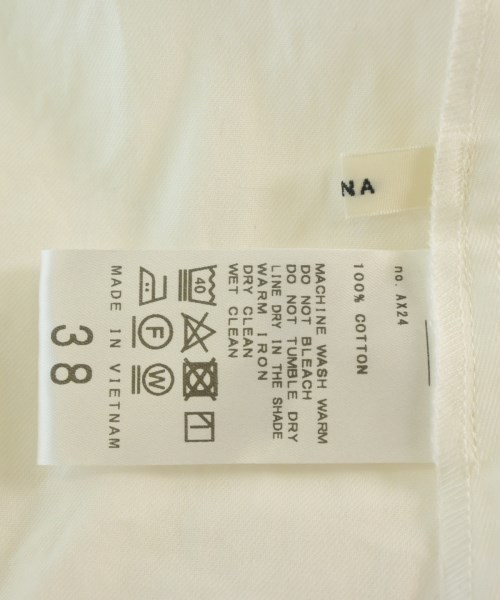 NA
no. AX24
100% COTTON
MACHINE WASH WARM
DO NOT BLEACH
DO NOT TUMBLE DRY
LINE DRY IN THE SHADE
WARM IRON
DRY CLEAN
WET CLEAN
40
F W
MADE IN VIETNAM
38